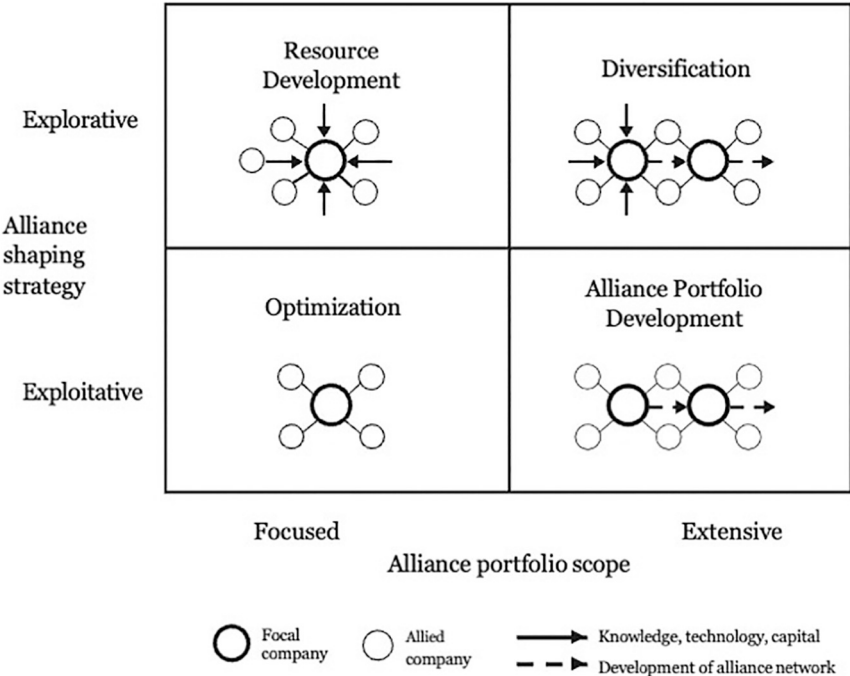 Resource
Development
Diversification
Explorative
Alliance
shaping
strategy
Optimization
Alliance Portfolio
Development
Exploitative
Focused
Extensive
Alliance portfolio scope
Focal
company
Allied
company
Knowledge, technology, capital
Development of alliance network